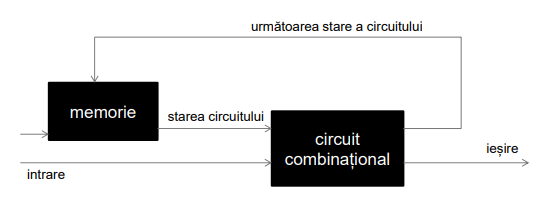 următoarea stare a circuitului
memorie
starea circuitului
circuit
combinațional
ieșire
intrare